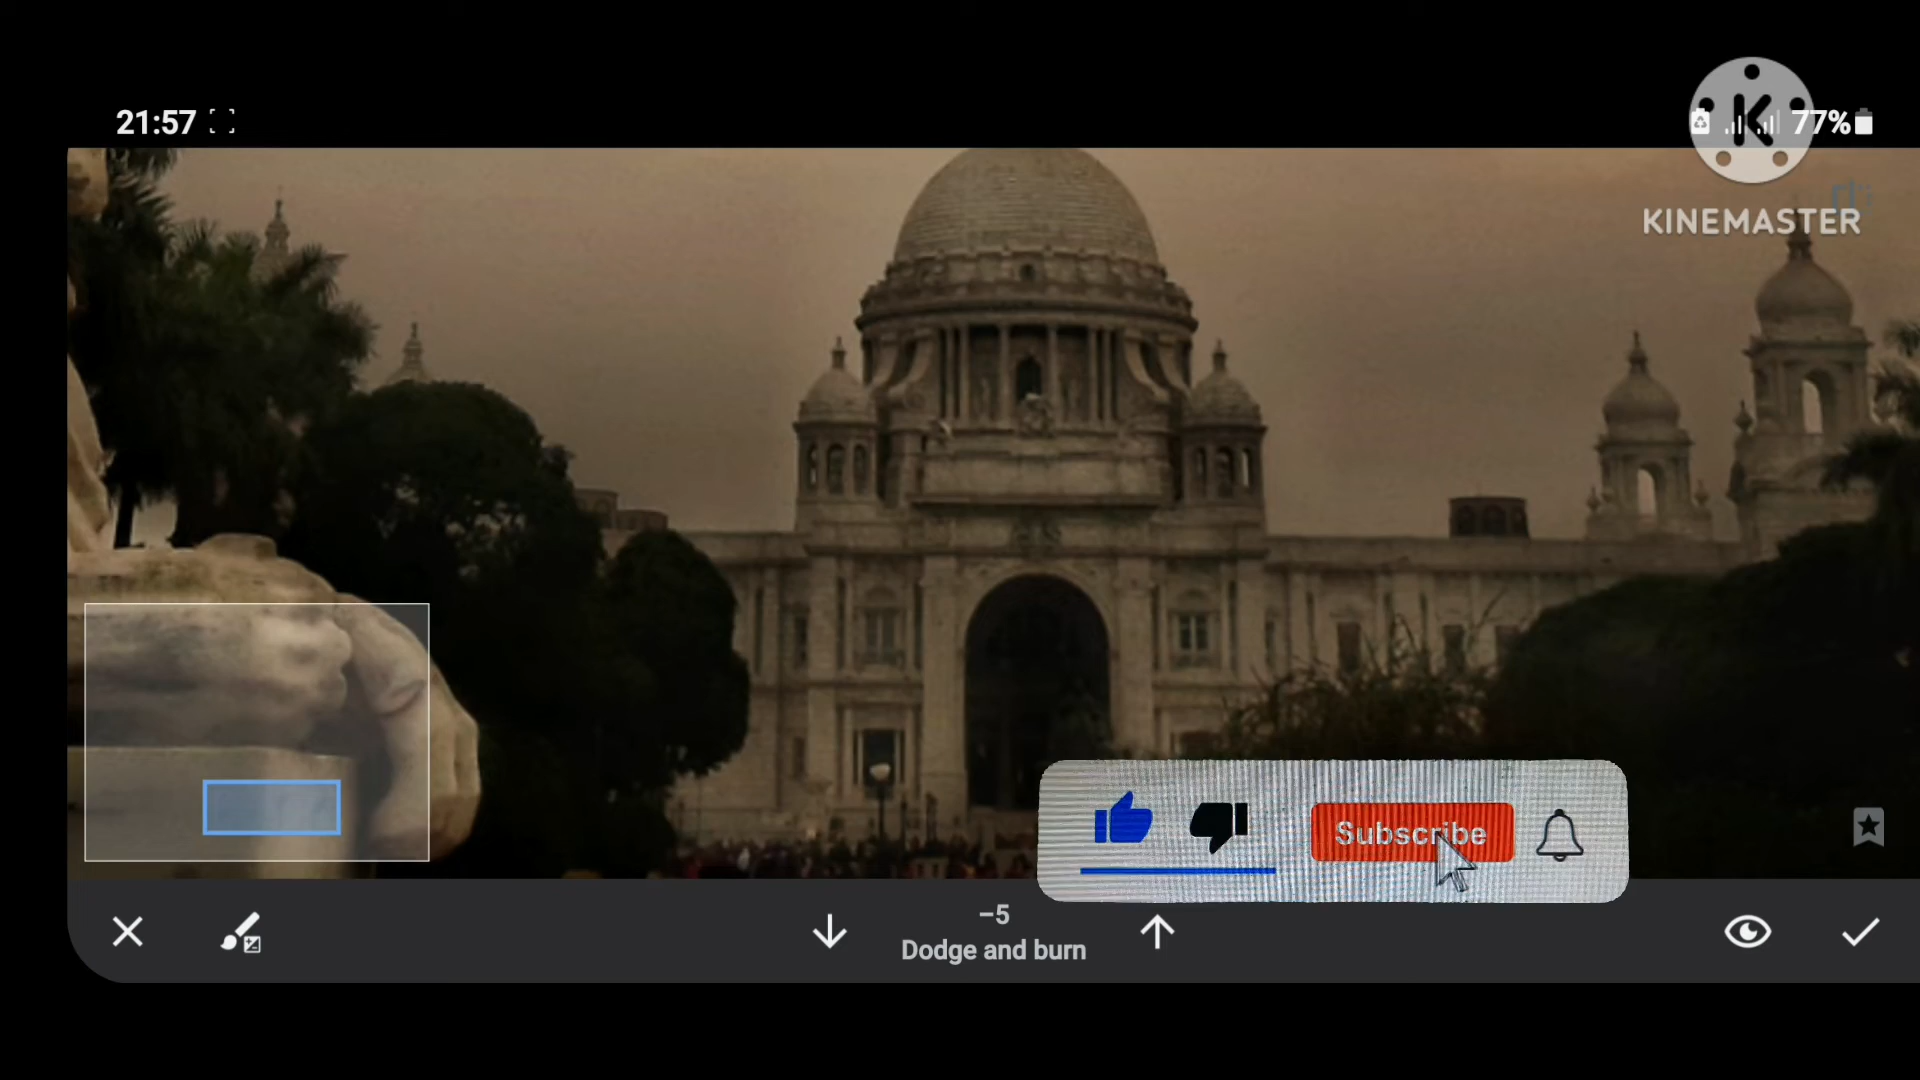 21:57
77%
KINEMASTER
Subscribe
−5
Dodge and burn